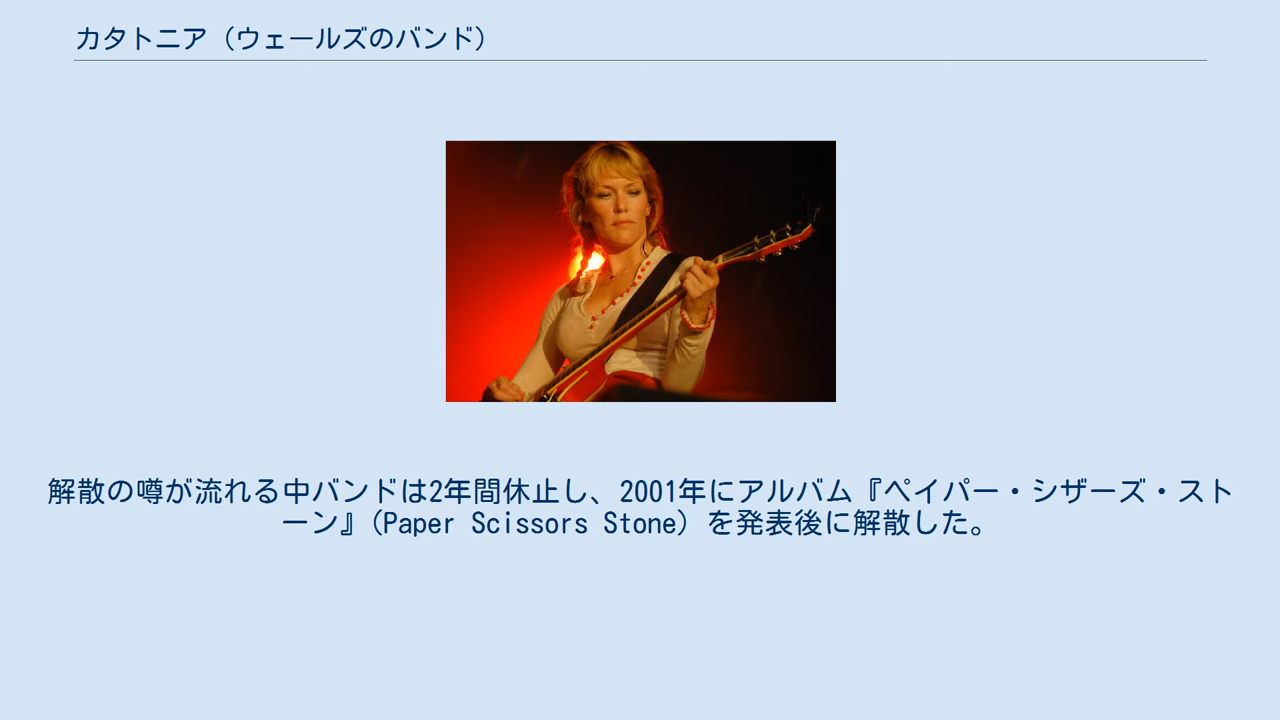 カタトニア（ウェールズのバンド）
解散の噂が流れる中バンドは2年間休止し、2001年にアルバム『ペイパー・シザーズ・スト
ーン』(Paper Scissors Stone) を発表後に解散した。